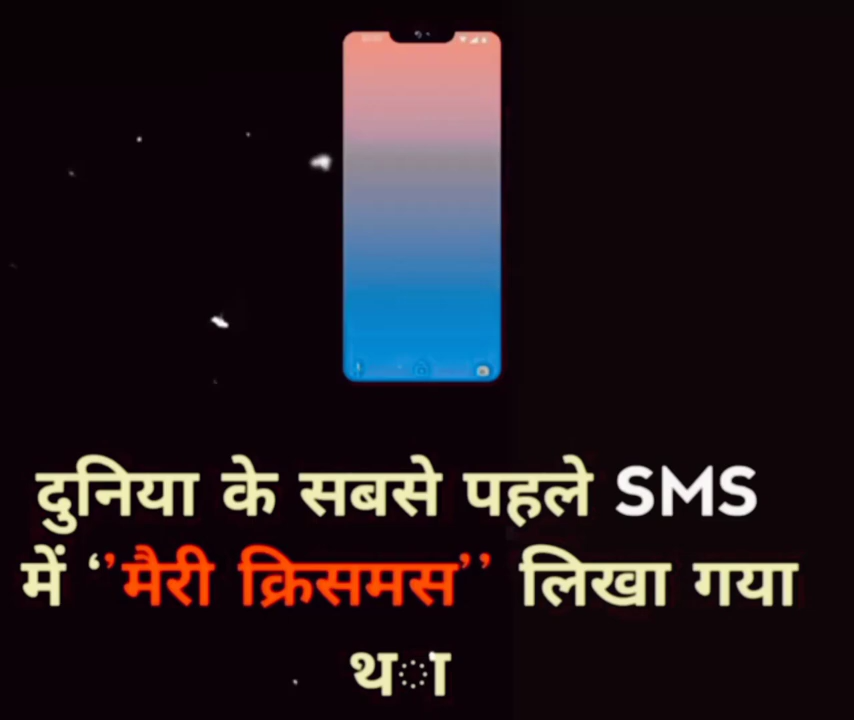 दुनिया के सबसे पहले SMS
में ‘’मैरी क्रिसमस’’ लिखा गया
थ◌ा